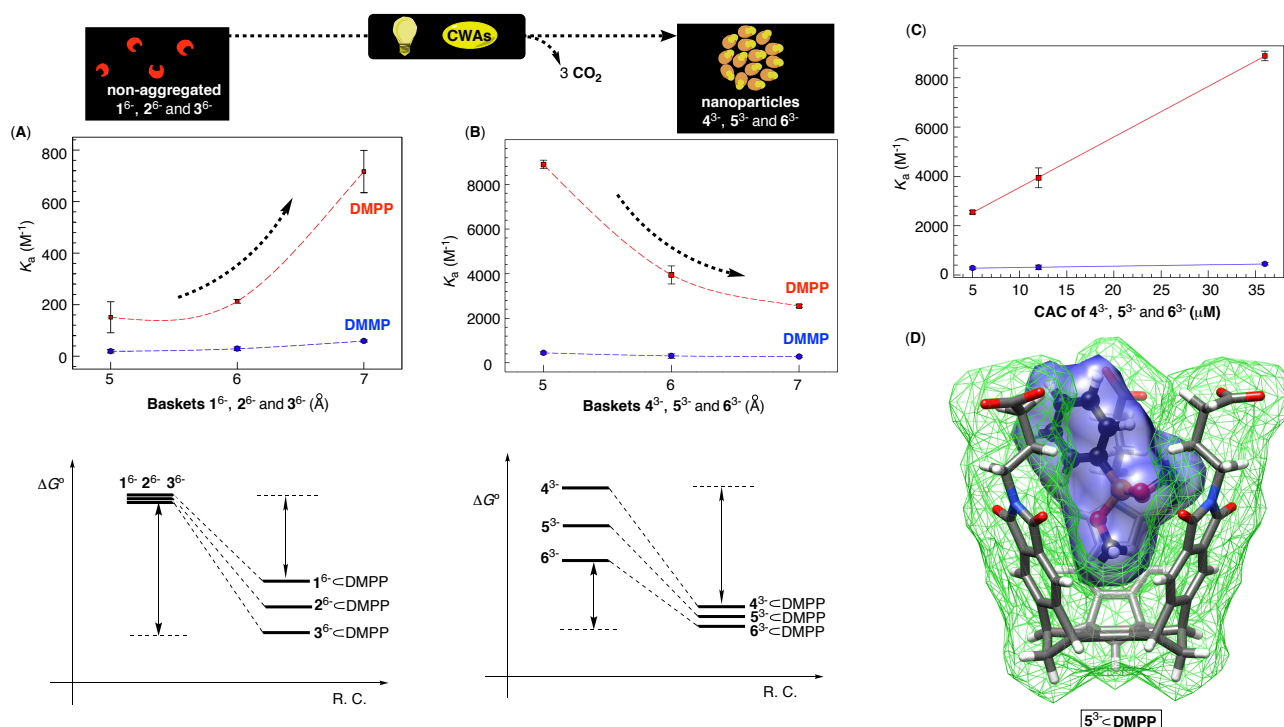 CWAs
3 CO2
non-aggregated
1⁶⁻, 2⁶⁻ and 3⁶⁻
nanoparticles
4³⁻, 5³⁻ and 6³⁻
(A)
800
600
400
200
0
Ka (M⁻¹)
DMPP
DMMP
5 6 7
Baskets 1⁶⁻, 2⁶⁻ and 3⁶⁻ (Å)
(B)
8000
6000
4000
2000
0
Ka (M⁻¹)
DMPP
DMMP
5 6 7
Baskets 4³⁻, 5³⁻ and 6³⁻ (Å)
(C)
8000
6000
4000
2000
0
Ka (M⁻¹)
5 10 15 20 25 30 35
CAC of 4³⁻, 5³⁻ and 6³⁻ (μM)
ΔGº
1⁶⁻ 2⁶⁻ 3⁶⁻
1⁶⁻⊂DMPP
2⁶⁻⊂DMPP
3⁶⁻⊂DMPP
R. C.
ΔGº
4³⁻
5³⁻
6³⁻
4³⁻⊂DMPP
5³⁻⊂DMPP
6³⁻⊂DMPP
R. C.
(D)
5³⁻⊂DMPP